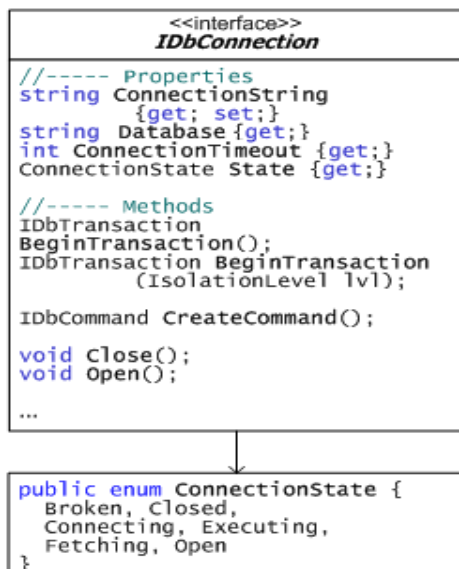 <<interface>>
IDbConnection
//----- Properties
string ConnectionString
{get; set;}
string Database {get;}
int ConnectionTimeout {get;}
ConnectionState State {get;}
//----- Methods
IDbTransaction
BeginTransaction();
IDbTransaction BeginTransaction
(IsolationLevel lvl);
IDbCommand CreateCommand();
void Close();
void Open();
...
public enum ConnectionState {
Broken, Closed,
Connecting, Executing,
Fetching, Open
}